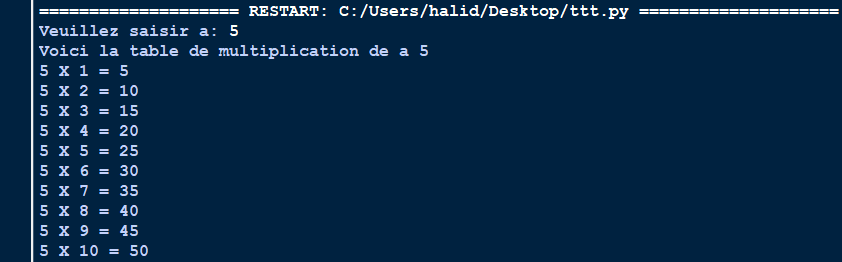 ==================== RESTART: C:/Users/halid/Desktop/ttt.py ====================
Veuillez saisir a: 5
Voici la table de multiplication de a 5
5 X 1 = 5
5 X 2 = 10
5 X 3 = 15
5 X 4 = 20
5 X 5 = 25
5 X 6 = 30
5 X 7 = 35
5 X 8 = 40
5 X 9 = 45
5 X 10 = 50